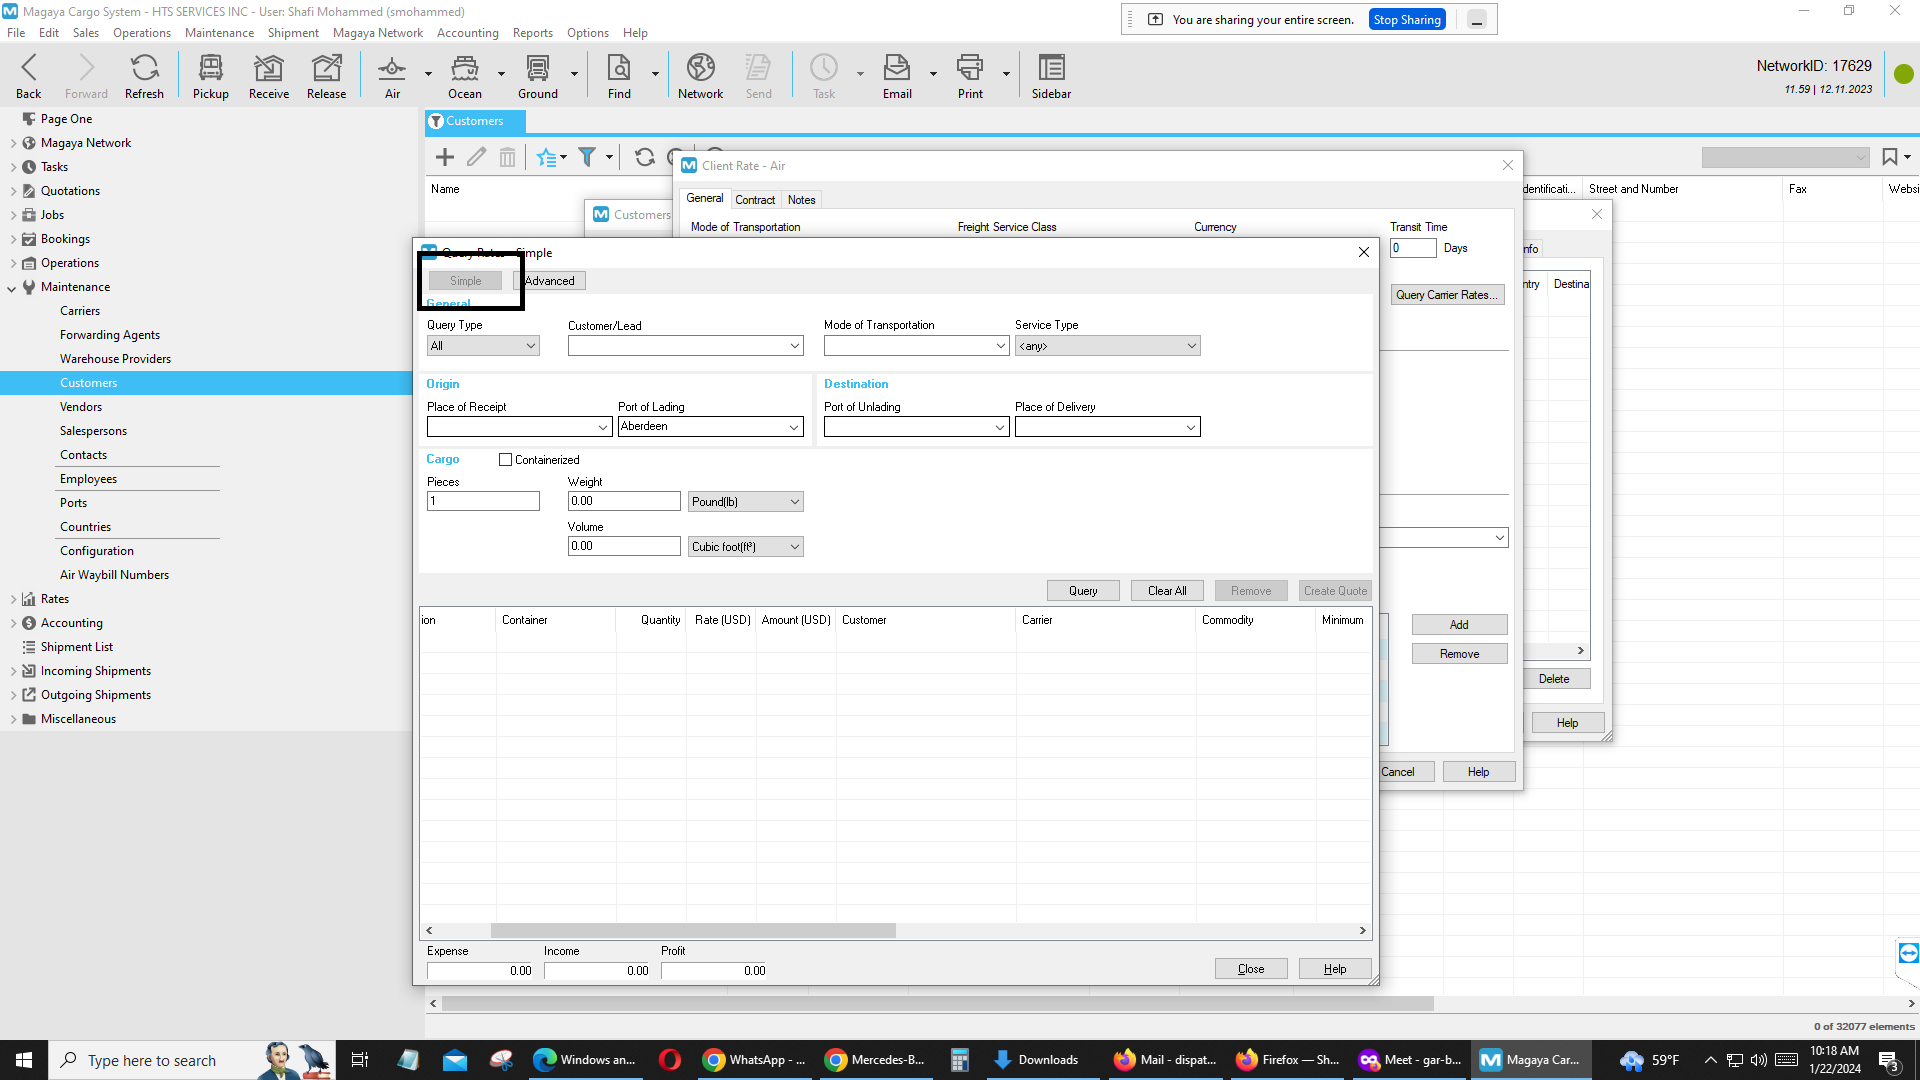 Magaya Cargo System - HTS SERVICES INC - User: Shafi Mohammed (smohammed)
You are sharing your entire screen.
Stop Sharing
File Edit Sales Operations Maintenance Shipment Magaya Network Accounting Reports Options Help
Back Forward Refresh Pickup Receive Release Air Ocean Ground Find Network Send Task Email Print Sidebar
NetworkID: 17629
11.59 | 12.11.2023
Page One
Magaya Network
Tasks
Quotations
Jobs
Bookings
Operations
Maintenance
Carriers
Forwarding Agents
Warehouse Providers
Customers
Vendors
Salespersons
Contacts
Employees
Ports
Countries
Configuration
Air Waybill Numbers
Rates
Accounting
Shipment List
Incoming Shipments
Outgoing Shipments
Miscellaneous
Customers
Name
dentificati... Street and Number Fax Websi
Customers
nfo
ntry Destina
Delete
Help
Client Rate - Air
General Contract Notes
Mode of Transportation Freight Service Class Currency Transit Time
0 Days
Query Carrier Rates...
Add
Remove
Cancel Help
Query Rates - Simple
Simple Advanced
General
Query Type Customer/Lead Mode of Transportation Service Type
All <any>
Origin Destination
Place of Receipt Port of Lading Port of Unlading Place of Delivery
Aberdeen
Cargo Containerized
Pieces Weight
1 0.00 Pound(lb)
Volume
0.00 Cubic foot(ft³)
Query Clear All Remove Create Quote
ion Container Quantity Rate (USD) Amount (USD) Customer Carrier Commodity Minimum
Expense Income Profit
0.00 0.00 0.00
Close Help
0 of 32077 elements
Type here to search
Windows an...
WhatsApp - ...
Mercedes-B...
Downloads
Mail - dispat...
Firefox — Sh...
Meet - gar-b...
Magaya Car...
59°F
10:18 AM
1/22/2024
3